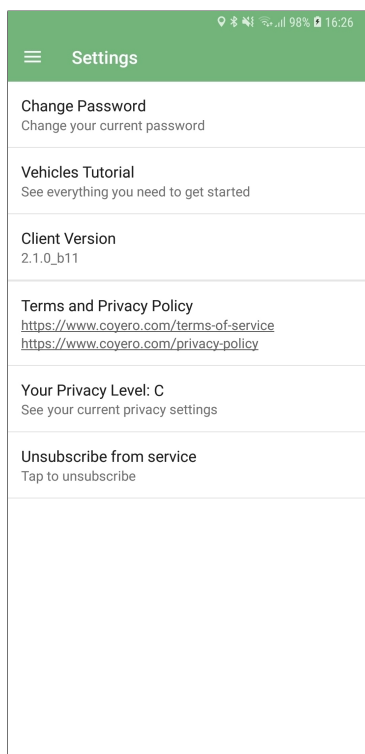 98% 16:26
Settings
Change Password
Change your current password
Vehicles Tutorial
See everything you need to get started
Client Version
2.1.0_b11
Terms and Privacy Policy
https://www.coyero.com/terms-of-service
https://www.coyero.com/privacy-policy
Your Privacy Level: C
See your current privacy settings
Unsubscribe from service
Tap to unsubscribe